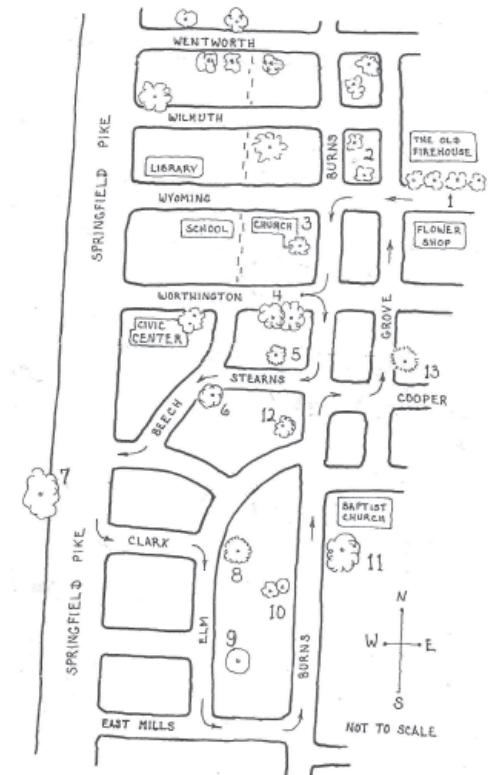 WENTWORTH
SPRINGFIELD PIKE
WILMUTH
BURNS
2
THE OLD
FIREHOUSE
LIBRARY
WYOMING
1
SCHOOL
CHURCH
3
FLOWER
SHOP
WORTHINGTON
4
GROVE
CIVIC
CENTER
5
13
STEARNS
COOPER
BEECH
6
12
7
BAPTIST
CHURCH
SPRINGFIELD PIKE
CLARK
8
11
10
ELM
9
BURNS
N
W
E
S
EAST MILLS
NOT TO SCALE